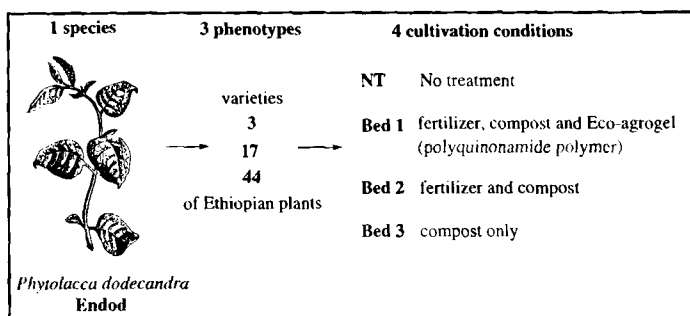 1 species
3 phenotypes
4 cultivation conditions
varieties
3
17
44
of Ethiopian plants
NT No treatment
Bed 1 fertilizer, compost and Eco-agrogel
(polyquinonamide polymer)
Bed 2 fertilizer and compost
Bed 3 compost only
Phytolacca dodecandra
Endod